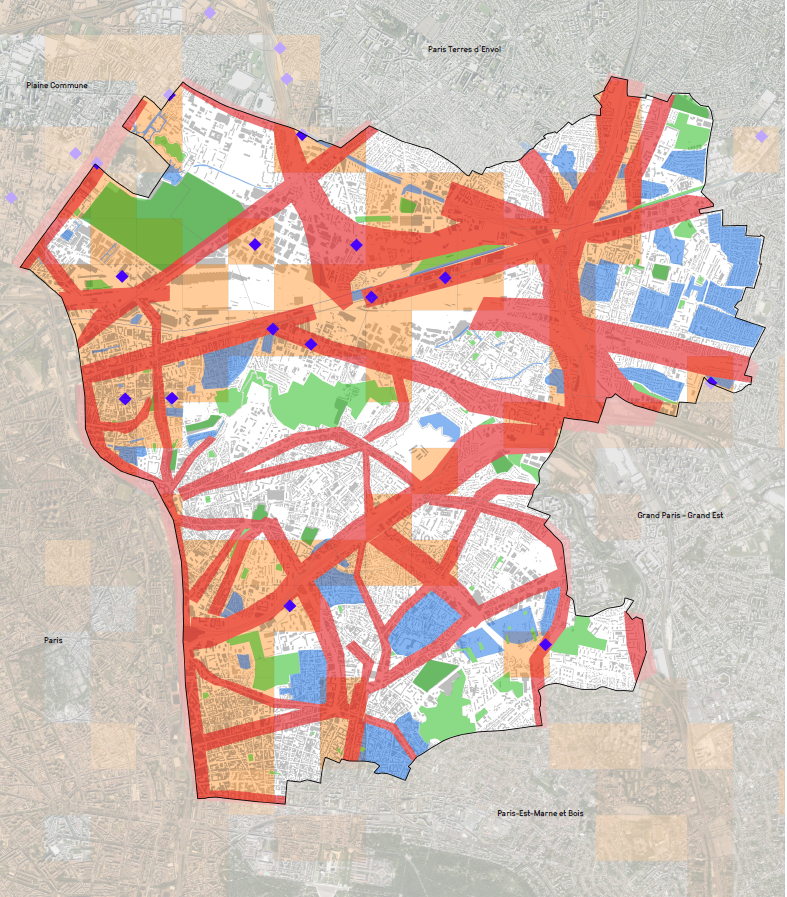 Paris Terres d'Envol
Plaine Commune
Grand Paris - Grand Est
Paris
Paris-Est-Marne et Bois